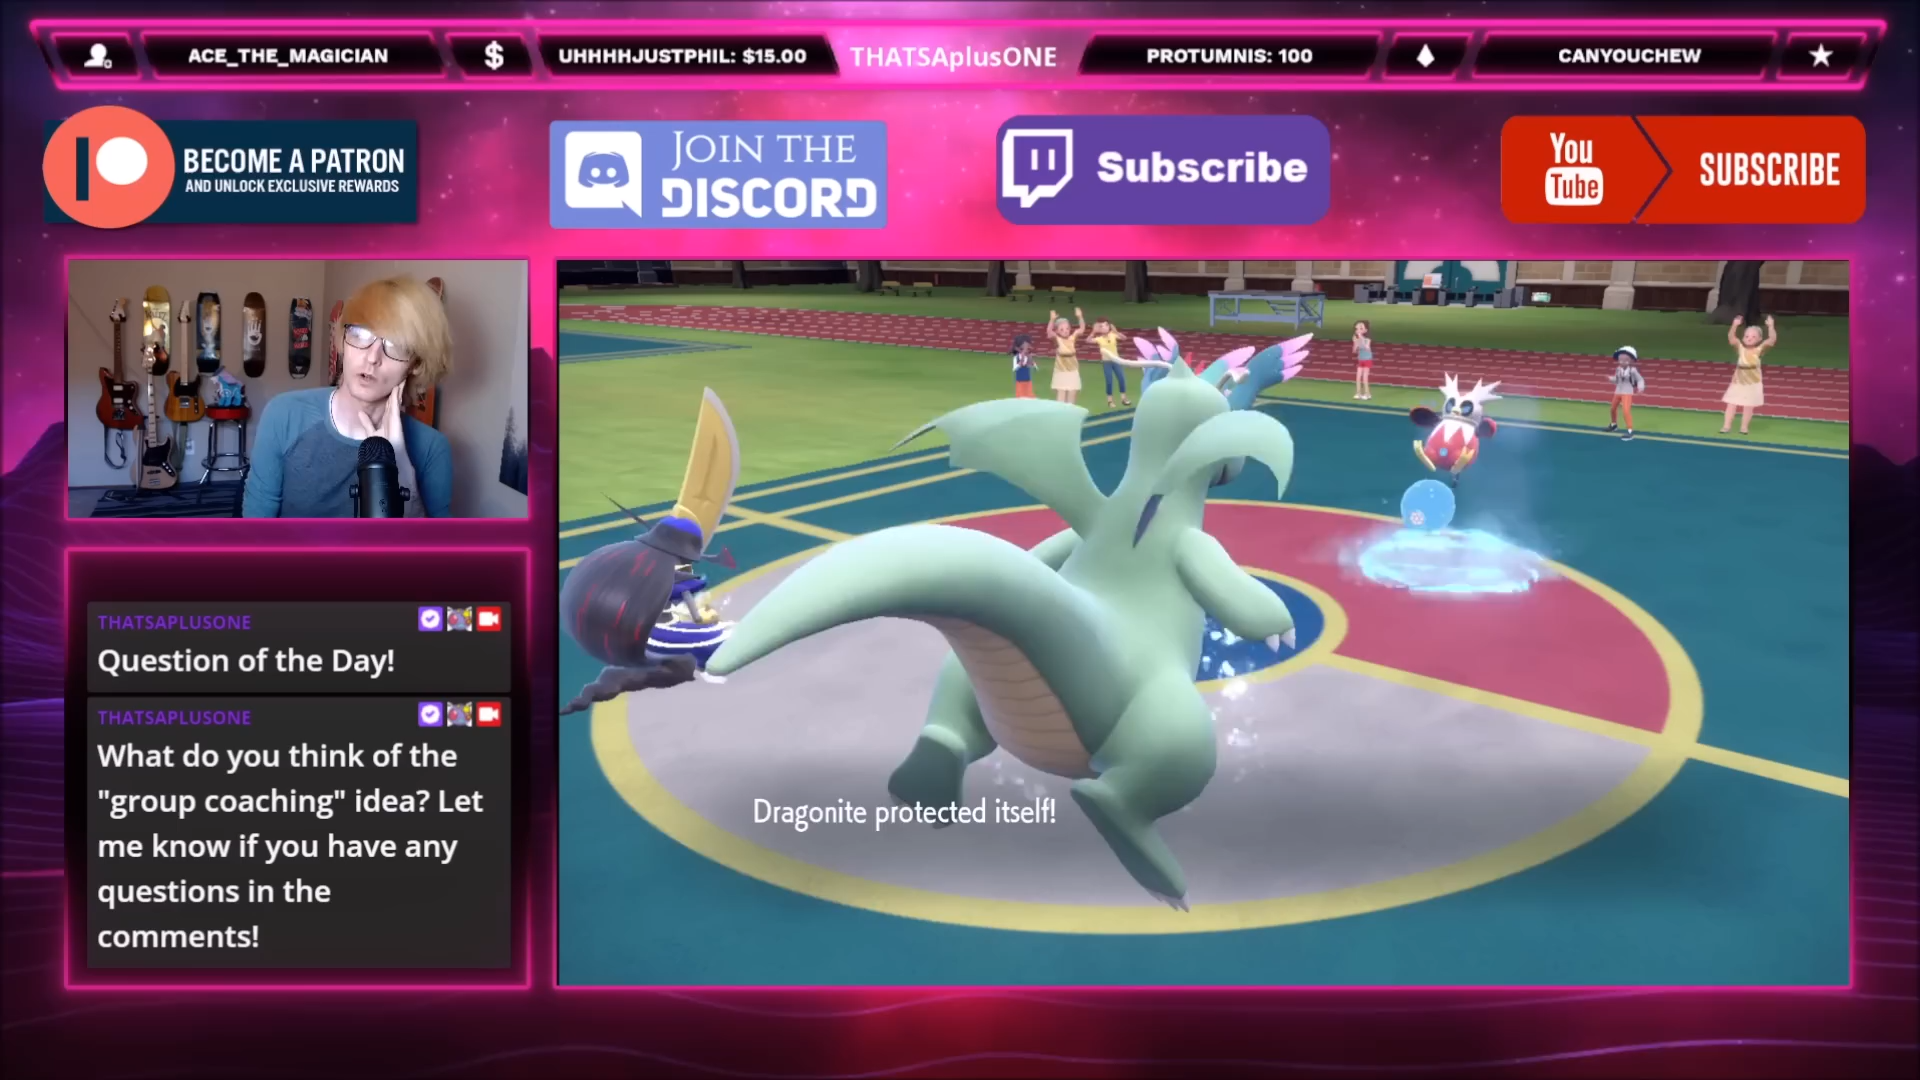 ACE_THE_MAGICIAN
$
UHHHHJUSTPHIL: $15.00
THATSAplusONE
PROTUMNIS: 100
CANYOUCHEW
BECOME A PATRON
AND UNLOCK EXCLUSIVE REWARDS
JOIN THE
DISCORD
Subscribe
You
Tube
SUBSCRIBE
THATSAPLUSONE
Question of the Day!
THATSAPLUSONE
What do you think of the
"group coaching" idea? Let
me know if you have any
questions in the
comments!
Dragonite protected itself!